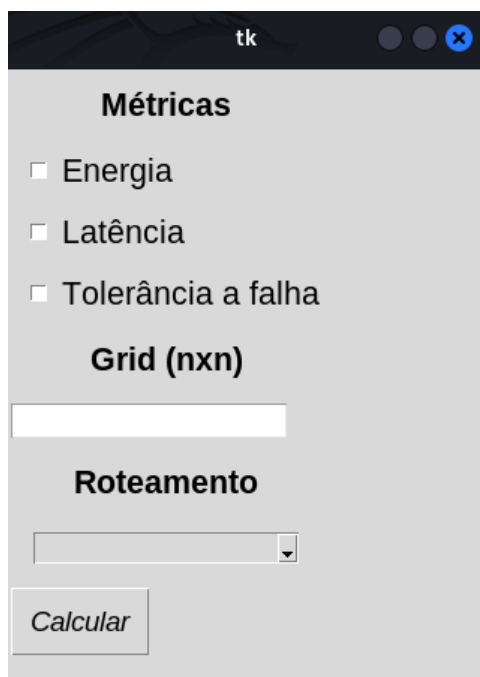 tk
Métricas
Energia
Latência
Tolerância a falha
Grid (nxn)
Roteamento
Calcular